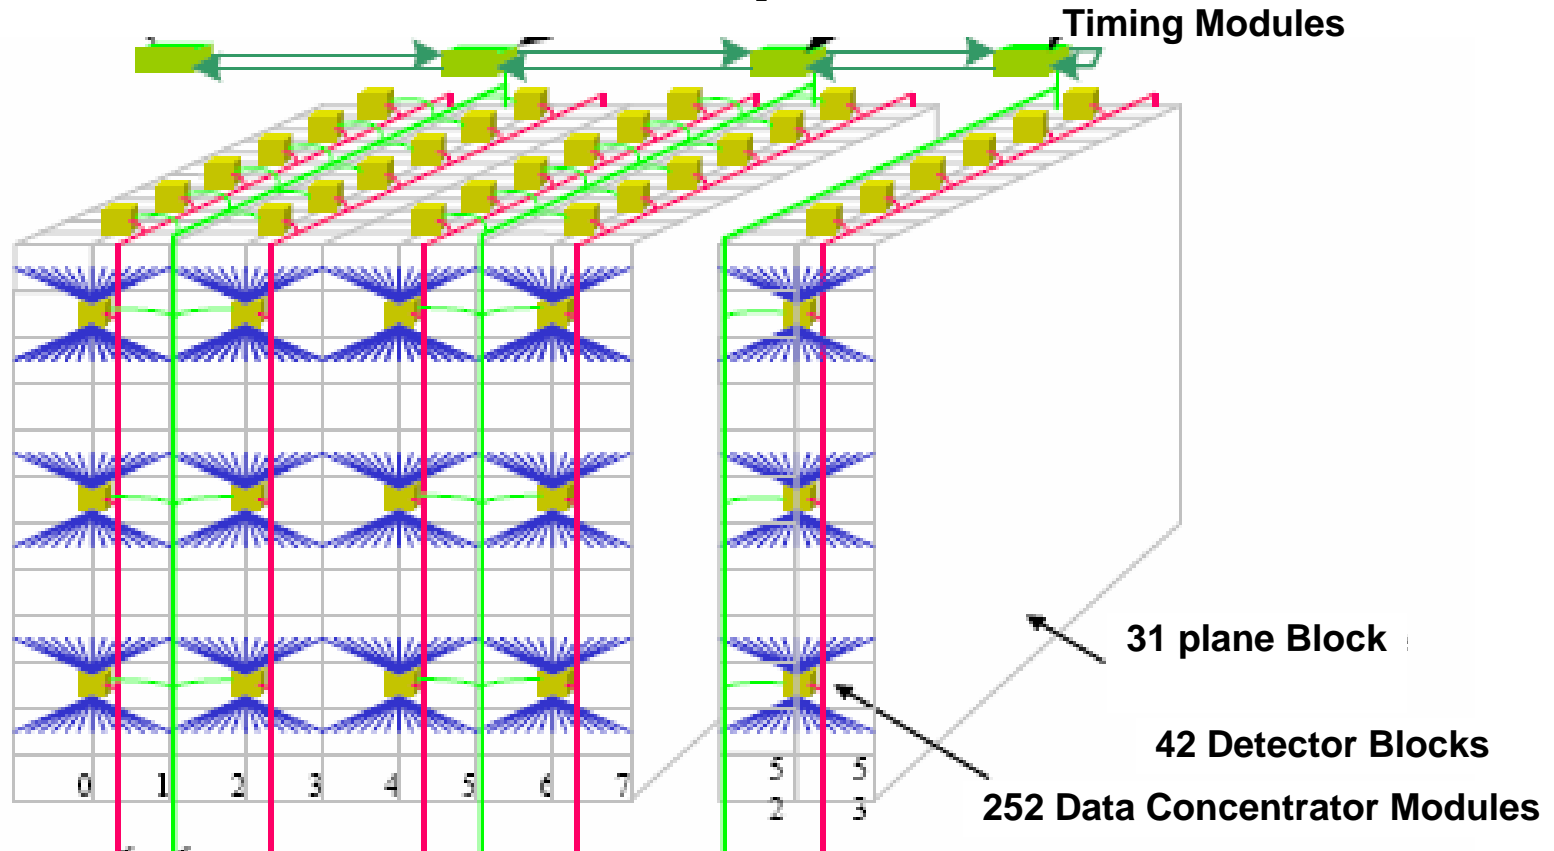 Timing Modules
31 plane Block
42 Detector Blocks
0 1 2 3 4 5 6 7 5 5
2 3
252 Data Concentrator Modules